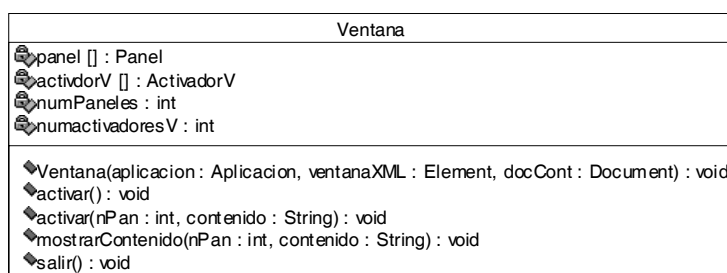 Ventana
panel [] : Panel
activdorV [] : ActivadorV
numPaneles : int
numactivadoresV : int
Ventana(aplicacion : Aplicacion, ventanaXML : Element, docCont : Document) : void
activar() : void
activar(nPan : int, contenido : String) : void
mostrarContenido(nPan : int, contenido : String) : void
salir() : void